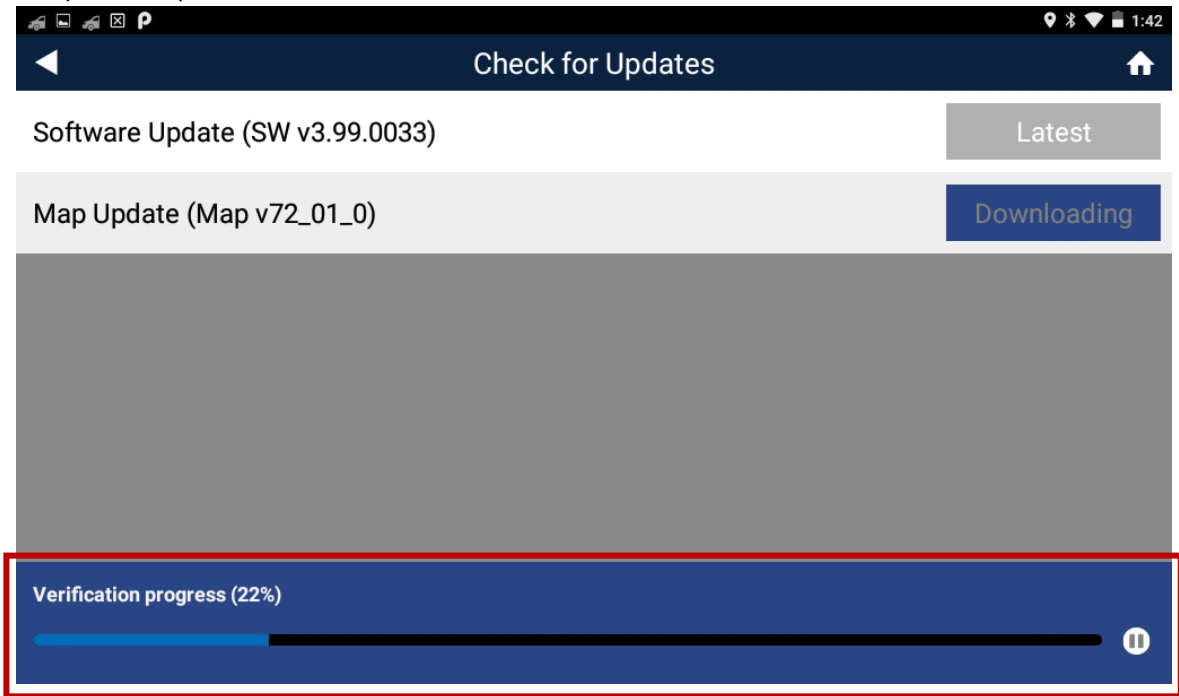 1:42
Check for Updates
Software Update (SW v3.99.0033)
Latest
Map Update (Map v72_01_0)
Downloading
Verification progress (22%)